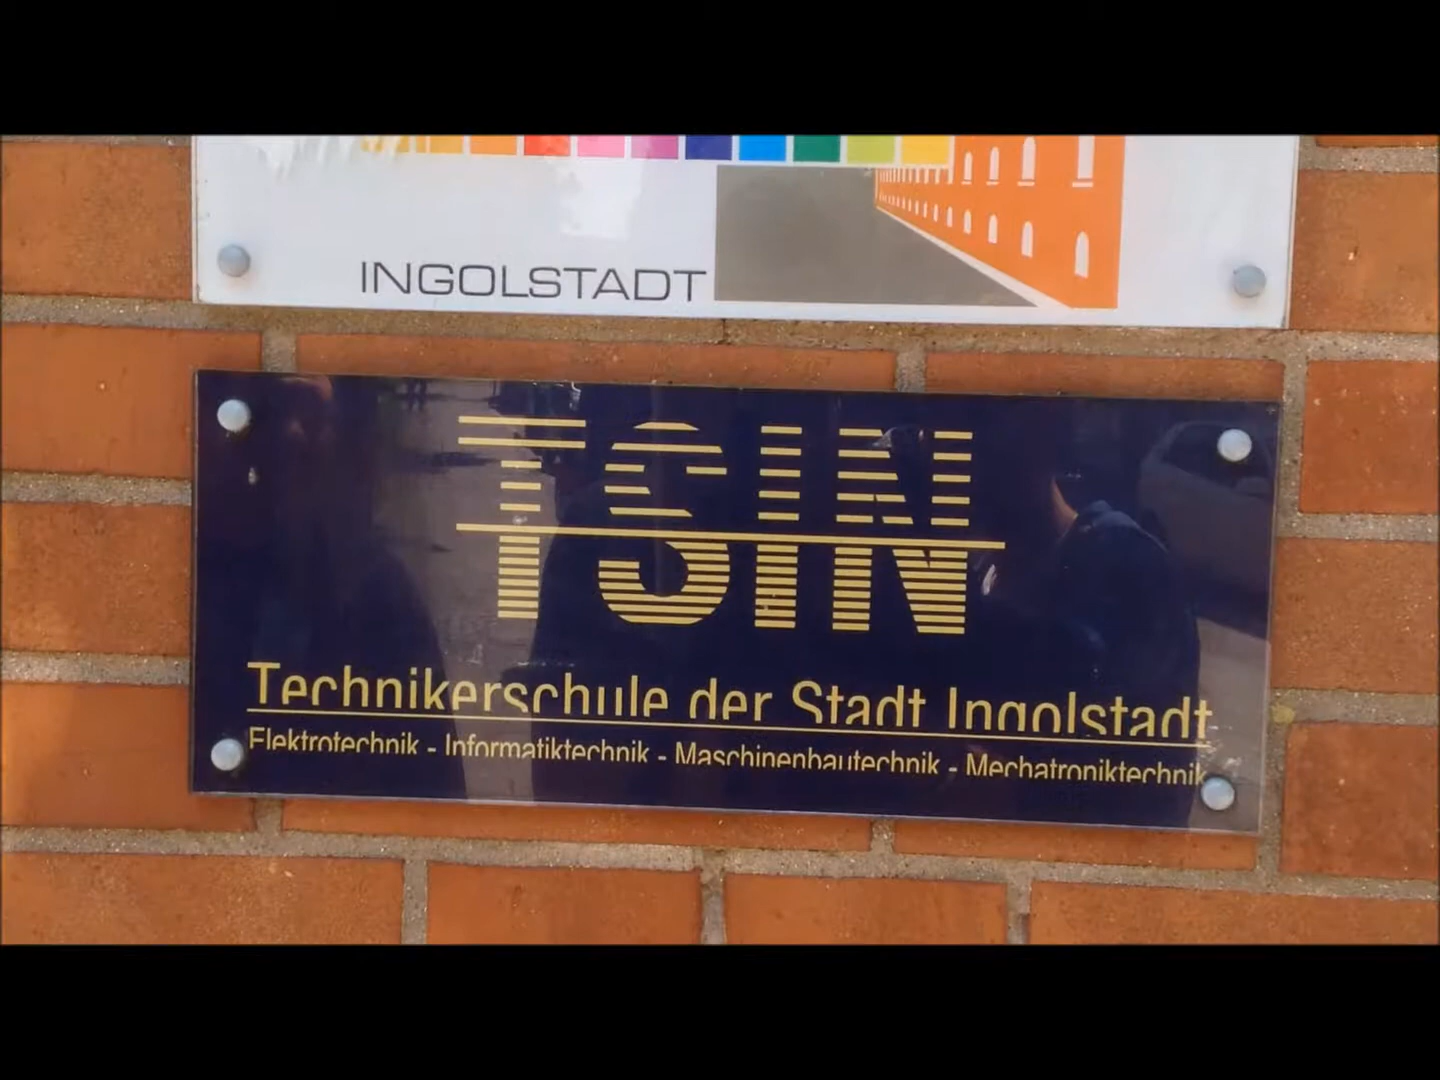 INGOLSTADT
TSIN
Technikerschule der Stadt Ingolstadt
Elektrotechnik - Informatiktechnik - Maschinenbautechnik - Mechatroniktechnik